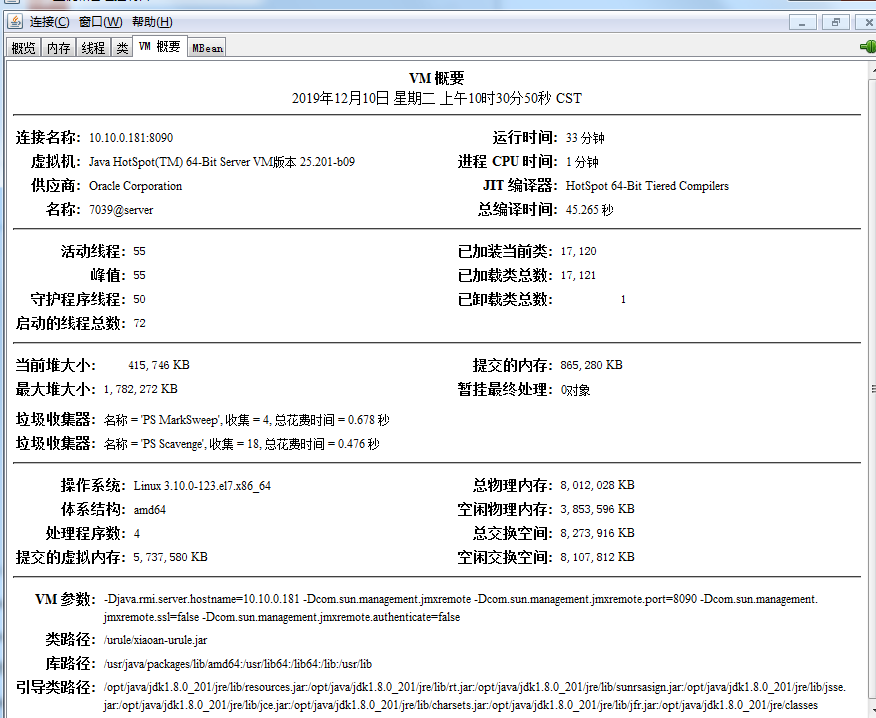 连接(C) 窗口(W) 帮助(H)
概览 内存 线程 类 VM 概要 MBean
VM 概要
2019年12月10日 星期二 上午10时30分50秒 CST
连接名称: 10.10.0.181:8090 运行时间: 33 分钟
虚拟机: Java HotSpot(TM) 64-Bit Server VM版本 25.201-b09 进程 CPU 时间: 1 分钟
供应商: Oracle Corporation JIT 编译器: HotSpot 64-Bit Tiered Compilers
名称: 7039@server 总编译时间: 45.265 秒
活动线程: 55 已加装当前类: 17,120
峰值: 55 已加载类总数: 17,121
守护程序线程: 50 已卸载类总数: 1
启动的线程总数: 72
当前堆大小: 415,746 KB 提交的内存: 865,280 KB
最大堆大小: 1,782,272 KB 暂挂最终处理: 0对象
垃圾收集器: 名称 = 'PS MarkSweep', 收集 = 4, 总花费时间 = 0.678 秒
垃圾收集器: 名称 = 'PS Scavenge', 收集 = 18, 总花费时间 = 0.476 秒
操作系统: Linux 3.10.0-123.el7.x86_64 总物理内存: 8,012,028 KB
体系结构: amd64 空闲物理内存: 3,853,596 KB
处理程序数: 4 总交换空间: 8,273,916 KB
提交的虚拟内存: 5,737,580 KB 空闲交换空间: 8,107,812 KB
VM 参数: -Djava.rmi.server.hostname=10.10.0.181 -Dcom.sun.management.jmxremote -Dcom.sun.management.jmxremote.port=8090 -Dcom.sun.management.
jmxremote.ssl=false -Dcom.sun.management.jmxremote.authenticate=false
类路径: /urule/xiaoan-urule.jar
库路径: /usr/java/packages/lib/amd64:/usr/lib64:/lib64:/lib:/usr/lib
引导类路径: /opt/java/jdk1.8.0_201/jre/lib/resources.jar:/opt/java/jdk1.8.0_201/jre/lib/rt.jar:/opt/java/jdk1.8.0_201/jre/lib/sunrsasign.jar:/opt/java/jdk1.8.0_201/jre/lib/jsse.
jar:/opt/java/jdk1.8.0_201/jre/lib/jce.jar:/opt/java/jdk1.8.0_201/jre/lib/charsets.jar:/opt/java/jdk1.8.0_201/jre/lib/jfr.jar:/opt/java/jdk1.8.0_201/jre/classes